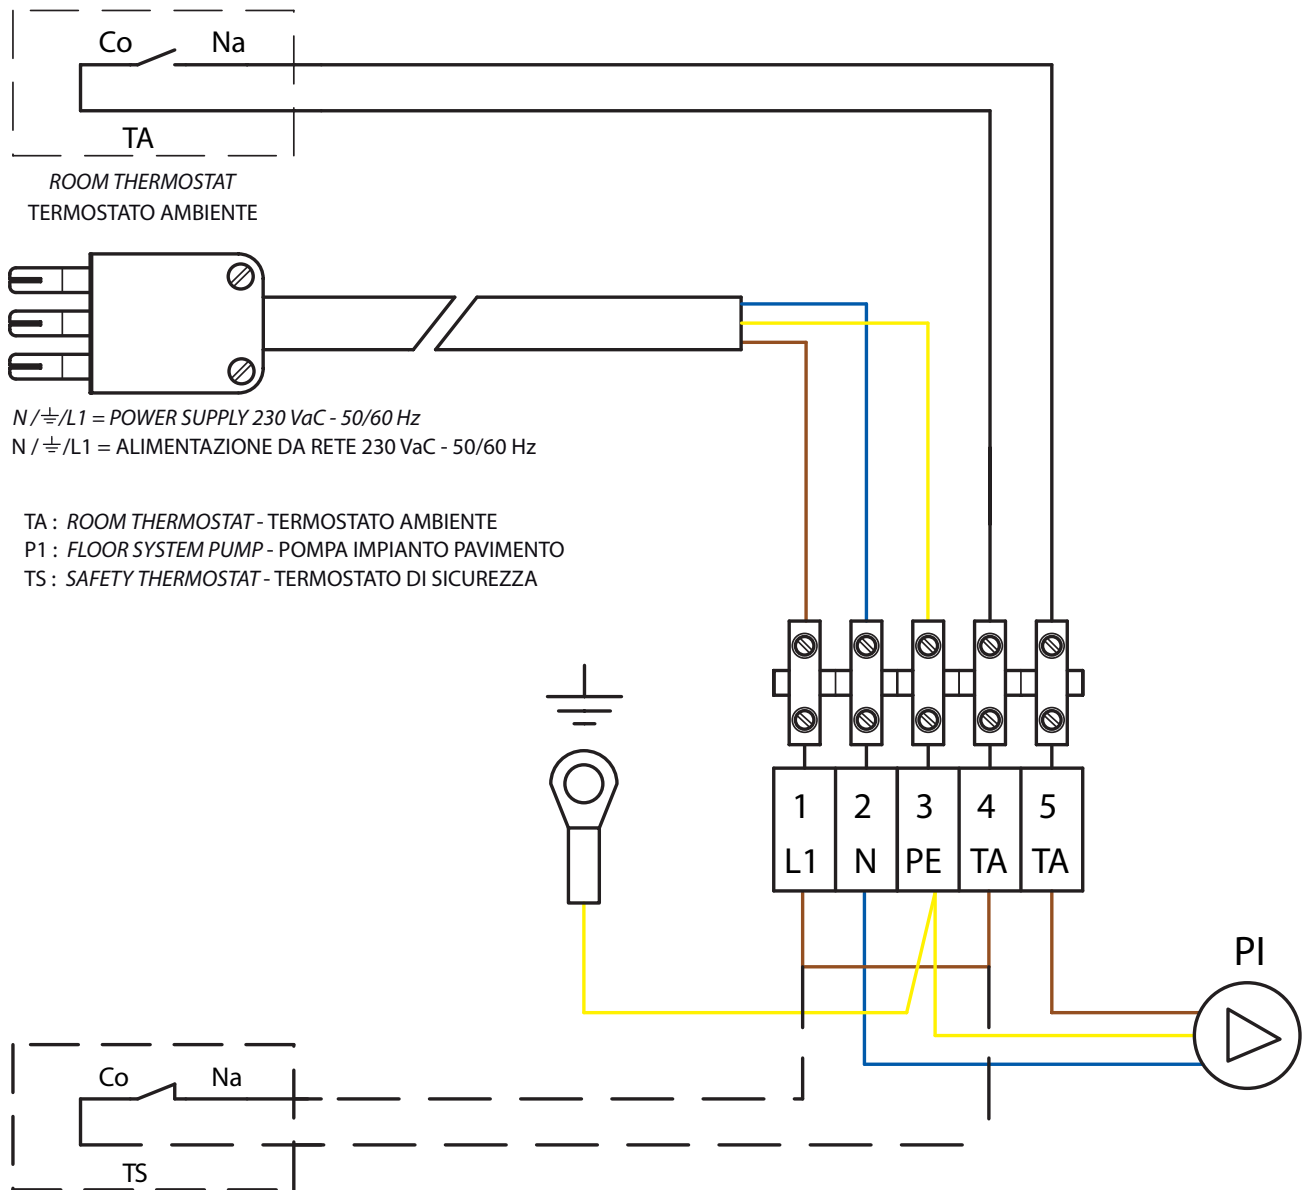 Co Na
TA
ROOM THERMOSTAT
TERMOSTATO AMBIENTE
N / ⏚ /L1 = POWER SUPPLY 230 VaC - 50/60 Hz
N / ⏚ /L1 = ALIMENTAZIONE DA RETE 230 VaC - 50/60 Hz
TA : ROOM THERMOSTAT - TERMOSTATO AMBIENTE
P1 : FLOOR SYSTEM PUMP - POMPA IMPIANTO PAVIMENTO
TS : SAFETY THERMOSTAT - TERMOSTATO DI SICUREZZA
1 2 3 4 5
L1 N PE TA TA
PI
Co Na
TS